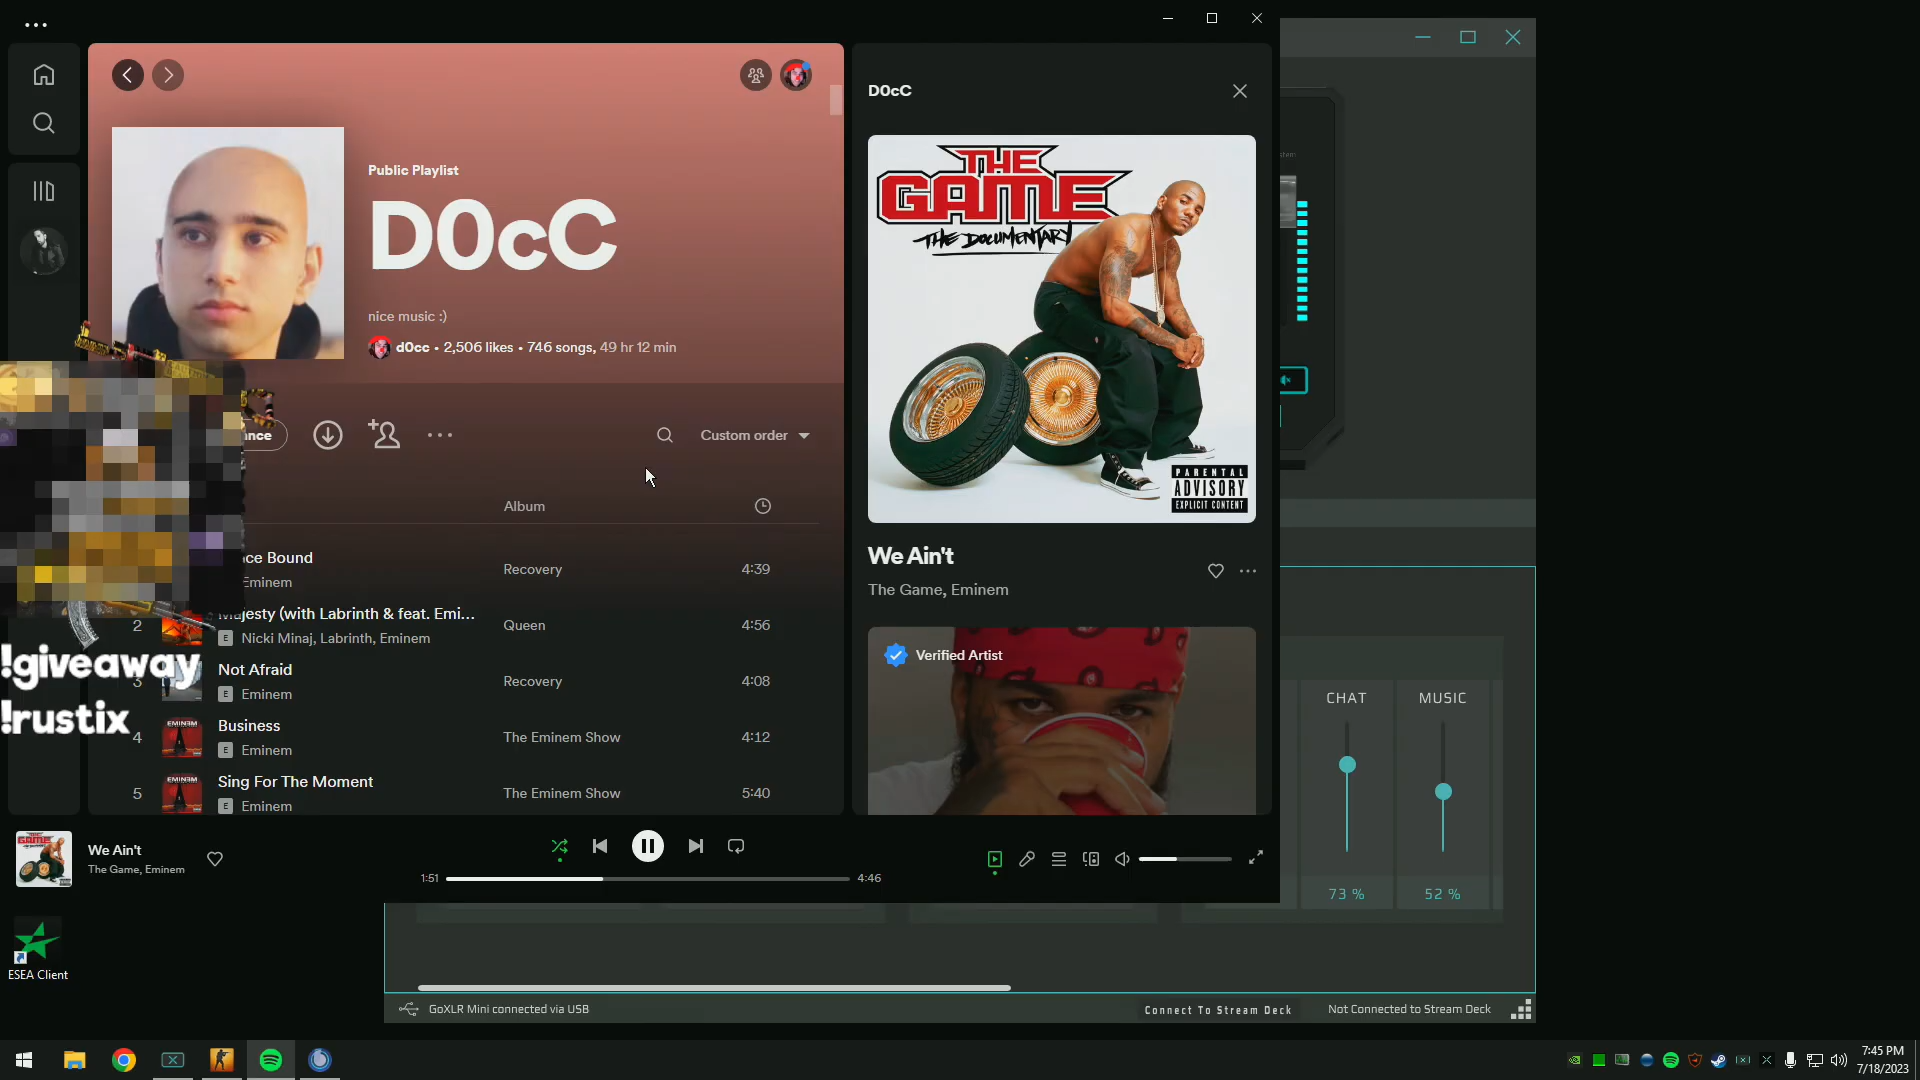 Public Playlist
D0cC
nice music :)
d0cc • 2,506 likes • 746 songs, 49 hr 12 min
Custom order
Album
Eminem
Recovery
4:39
2
(with Labrinth & feat. Emi...
E Nicki Minaj, Labrinth, Eminem
Queen
4:56
3
Not Afraid
E Eminem
Recovery
4:08
4
Business
E Eminem
The Eminem Show
4:12
5
Sing For The Moment
E Eminem
The Eminem Show
5:40
EMINEM
EMINEM
!giveaway
!rustix
D0cC
THE
GAME
THE DOCUMENTARY
PARENTAL
ADVISORY
EXPLICIT CONTENT
We Ain't
The Game, Eminem
Verified Artist
CHAT
MUSIC
73 %
52 %
We Ain't
The Game, Eminem
1:51
4:46
ESEA Client
GoXLR Mini connected via USB
Connect To Stream Deck
Not Connected to Stream Deck
7:45 PM
7/18/2023